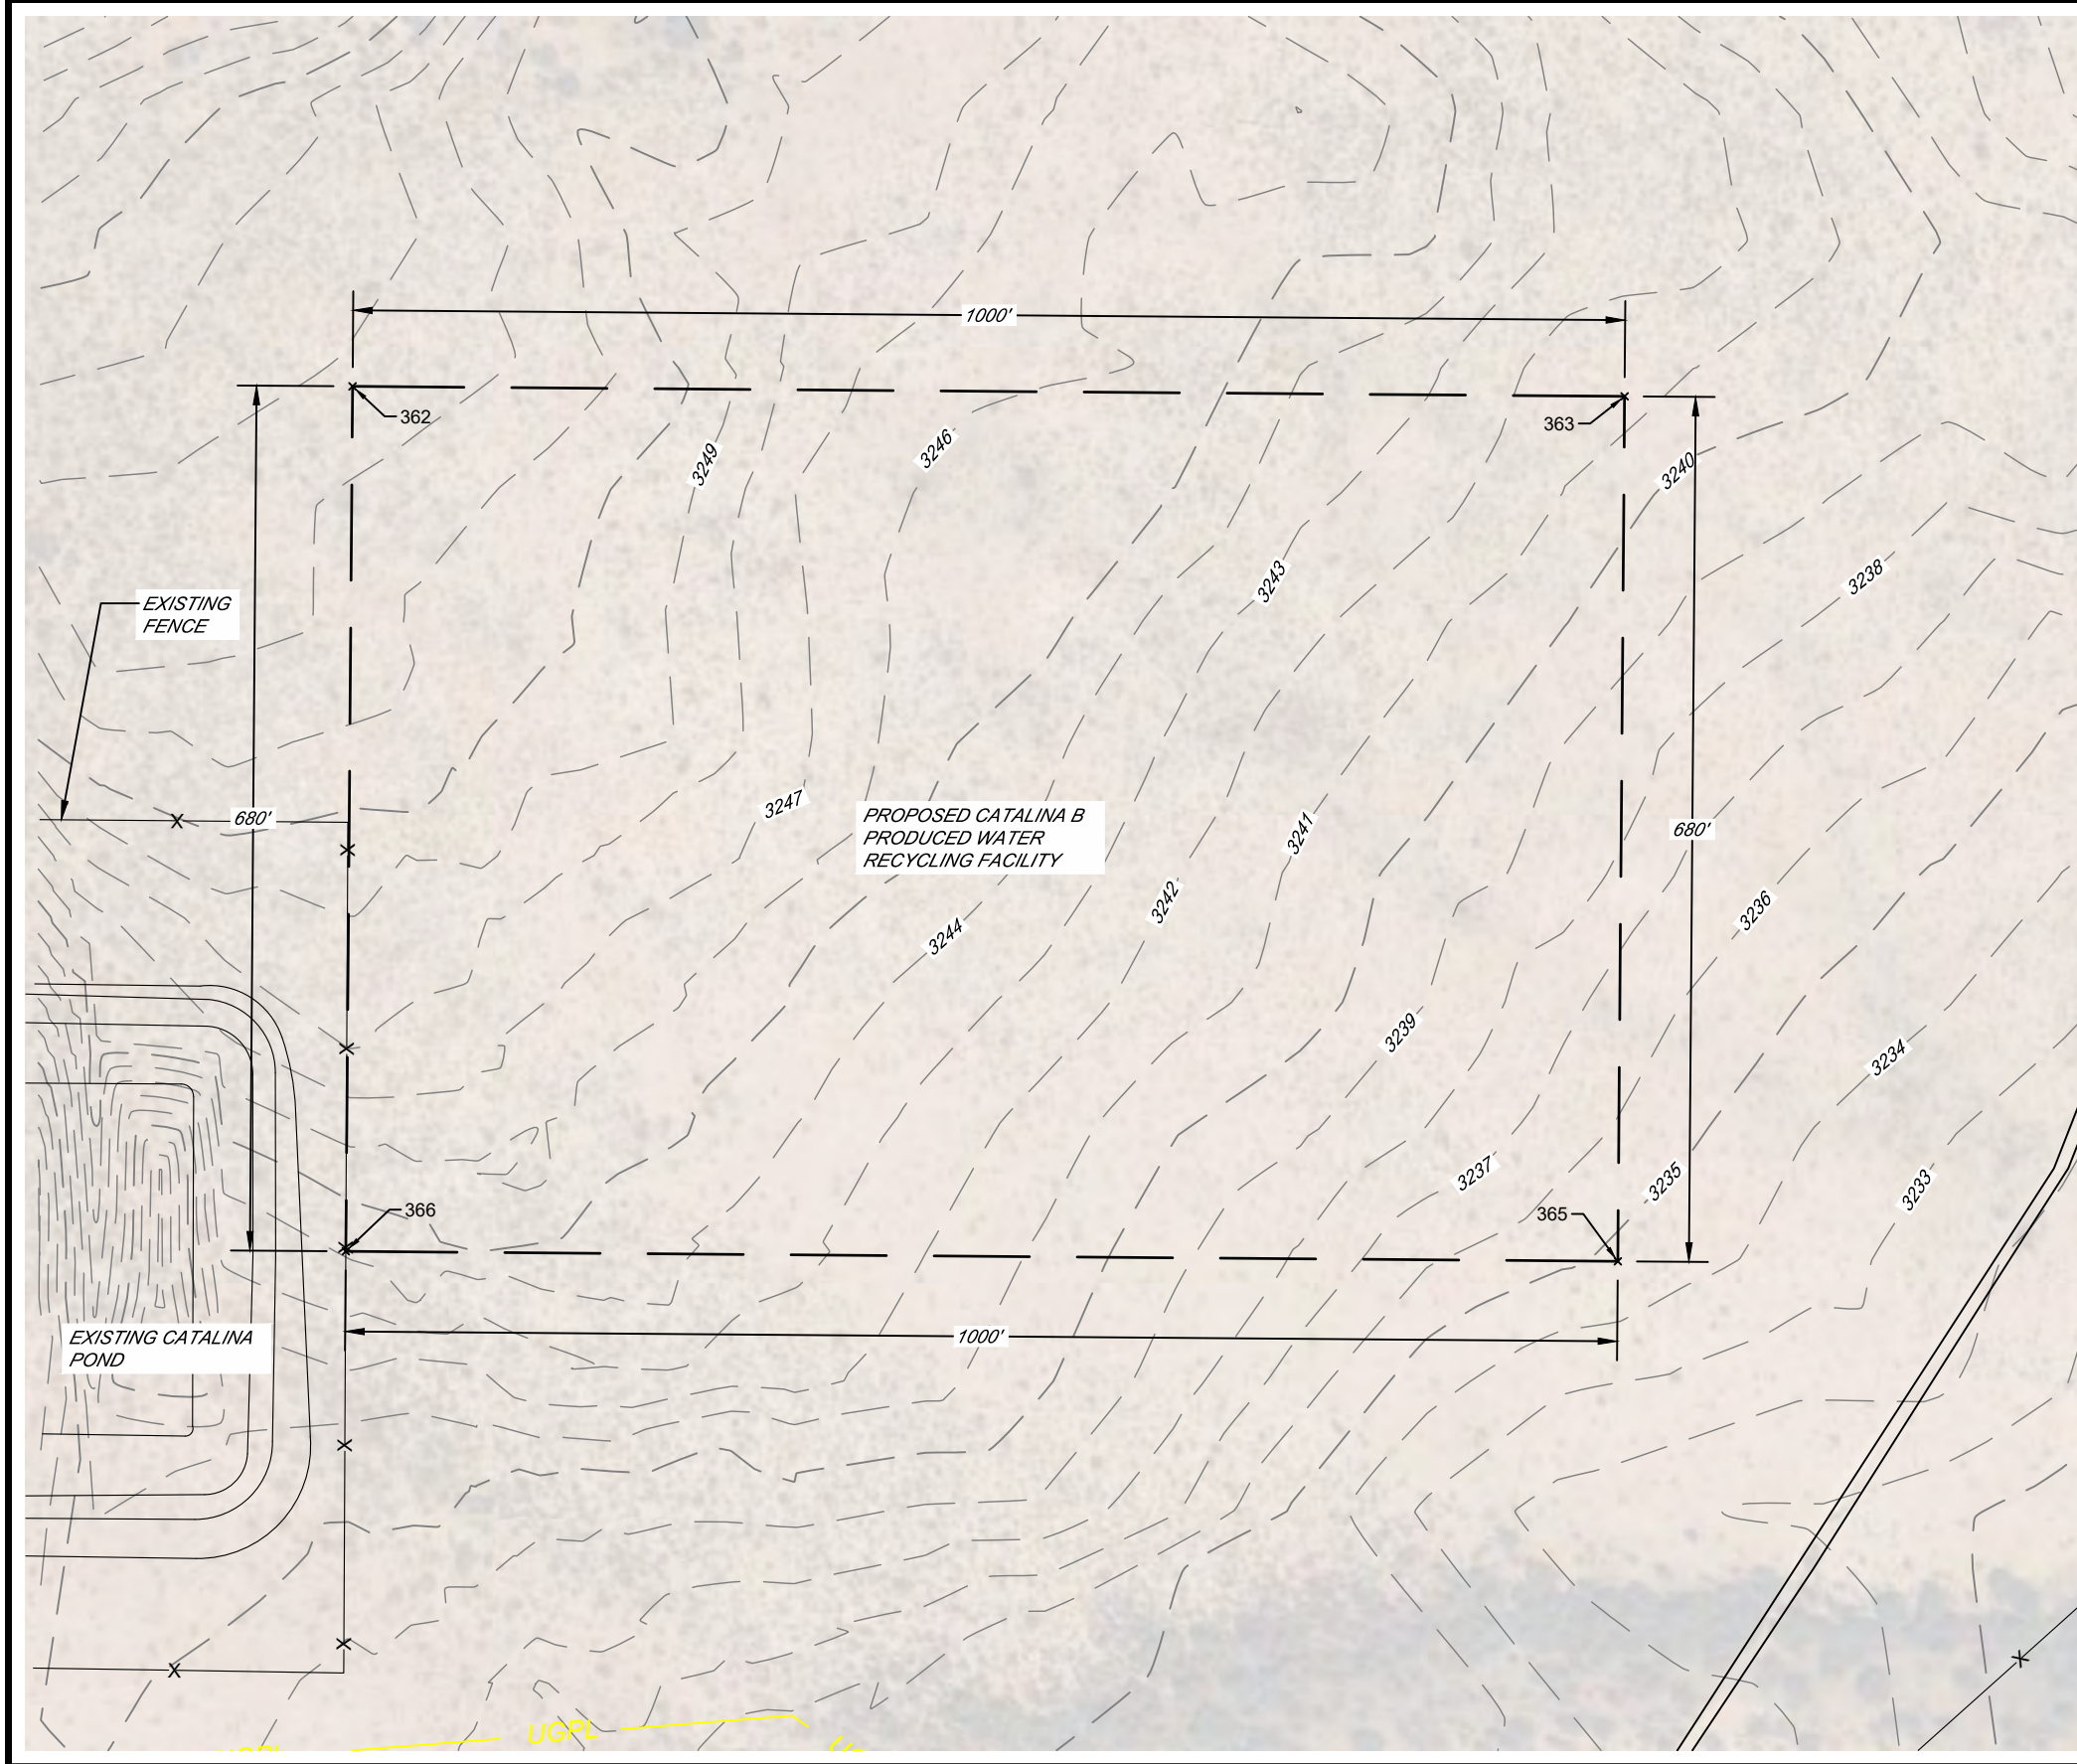 1000'
362
363
3249
3246
3240
3243
3238
EXISTING
FENCE
680'
3247
PROPOSED CATALINA B
PRODUCED WATER
RECYCLING FACILITY
3241
680'
3242
3244
3236
3239
3234
3237
3235
3233
366
365
EXISTING CATALINA
POND
1000'
UGPL